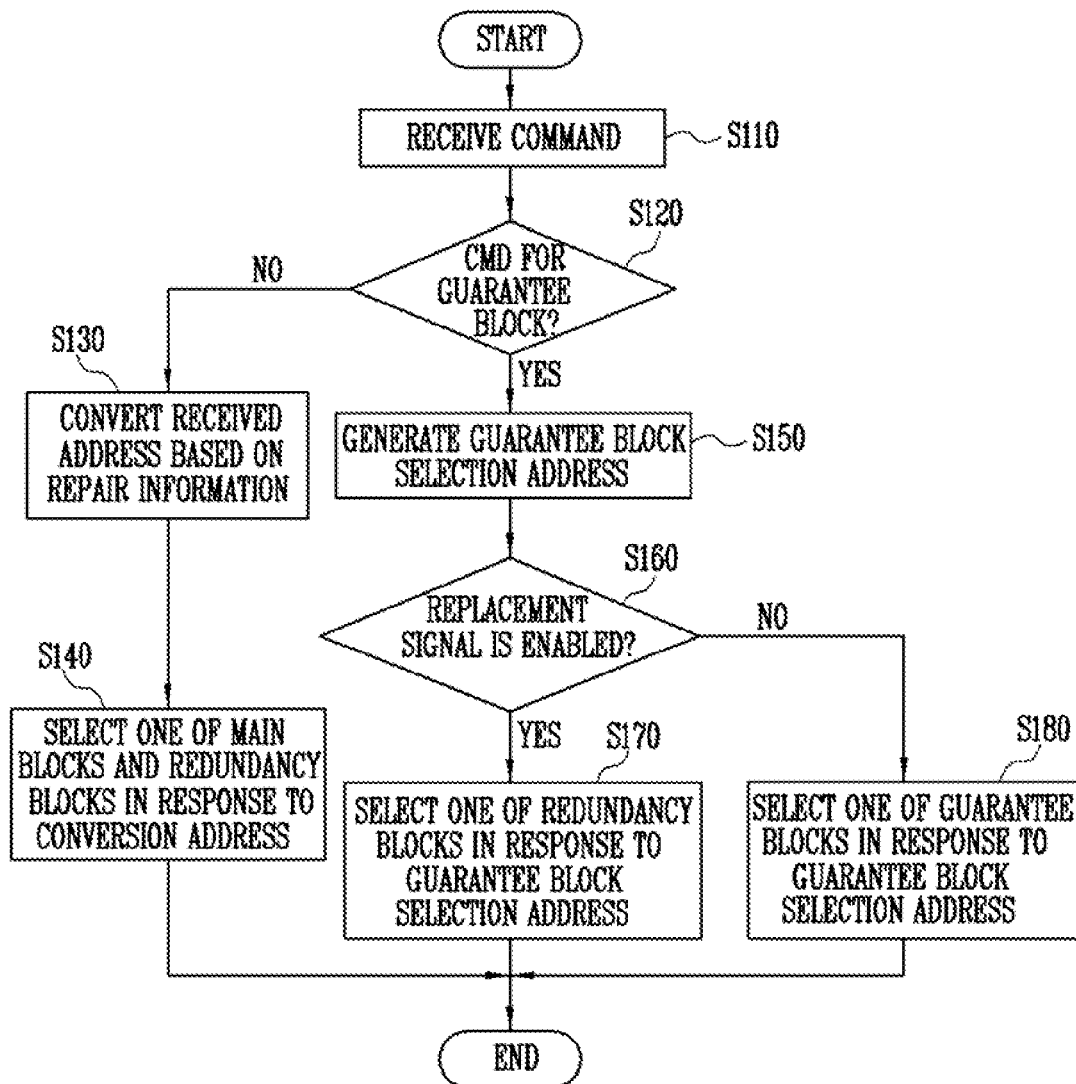 START
RECEIVE COMMAND
S110
S120
CMD FOR
GUARANTEE
BLOCK?
NO
YES
S130
CONVERT RECEIVED
ADDRESS BASED ON
REPAIR INFORMATION
GENERATE GUARANTEE BLOCK
SELECTION ADDRESS
S150
S160
REPLACEMENT
SIGNAL IS ENABLED?
NO
YES
S140
SELECT ONE OF MAIN
BLOCKS AND REDUNDANCY
BLOCKS IN RESPONSE TO
CONVERSION ADDRESS
S170
SELECT ONE OF REDUNDANCY
BLOCKS IN RESPONSE TO
GUARANTEE BLOCK
SELECTION ADDRESS
S180
SELECT ONE OF GUARANTEE
BLOCKS IN RESPONSE TO
GUARANTEE BLOCK
SELECTION ADDRESS
END